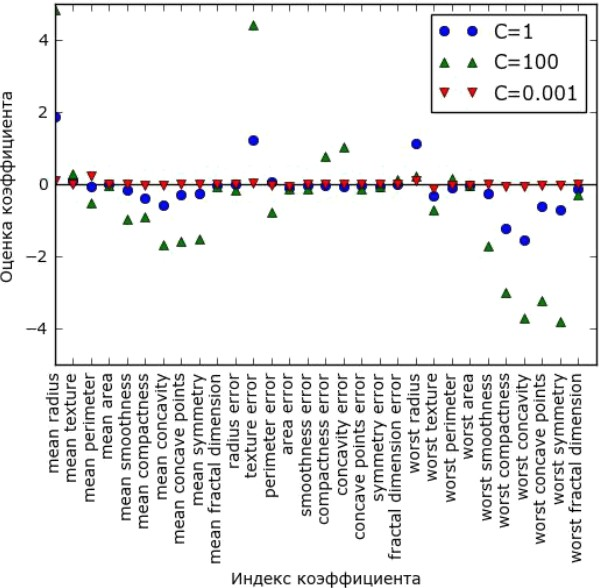 C=1
C=100
C=0.001
Оценка коэффициента
4
2
0
−2
−4
mean radius
mean texture
mean perimeter
mean area
mean smoothness
mean compactness
mean concavity
mean concave points
mean symmetry
mean fractal dimension
radius error
texture error
perimeter error
area error
smoothness error
compactness error
concavity error
concave points error
symmetry error
fractal dimension error
worst radius
worst texture
worst perimeter
worst area
worst smoothness
worst compactness
worst concavity
worst concave points
worst symmetry
worst fractal dimension
Индекс коэффициента